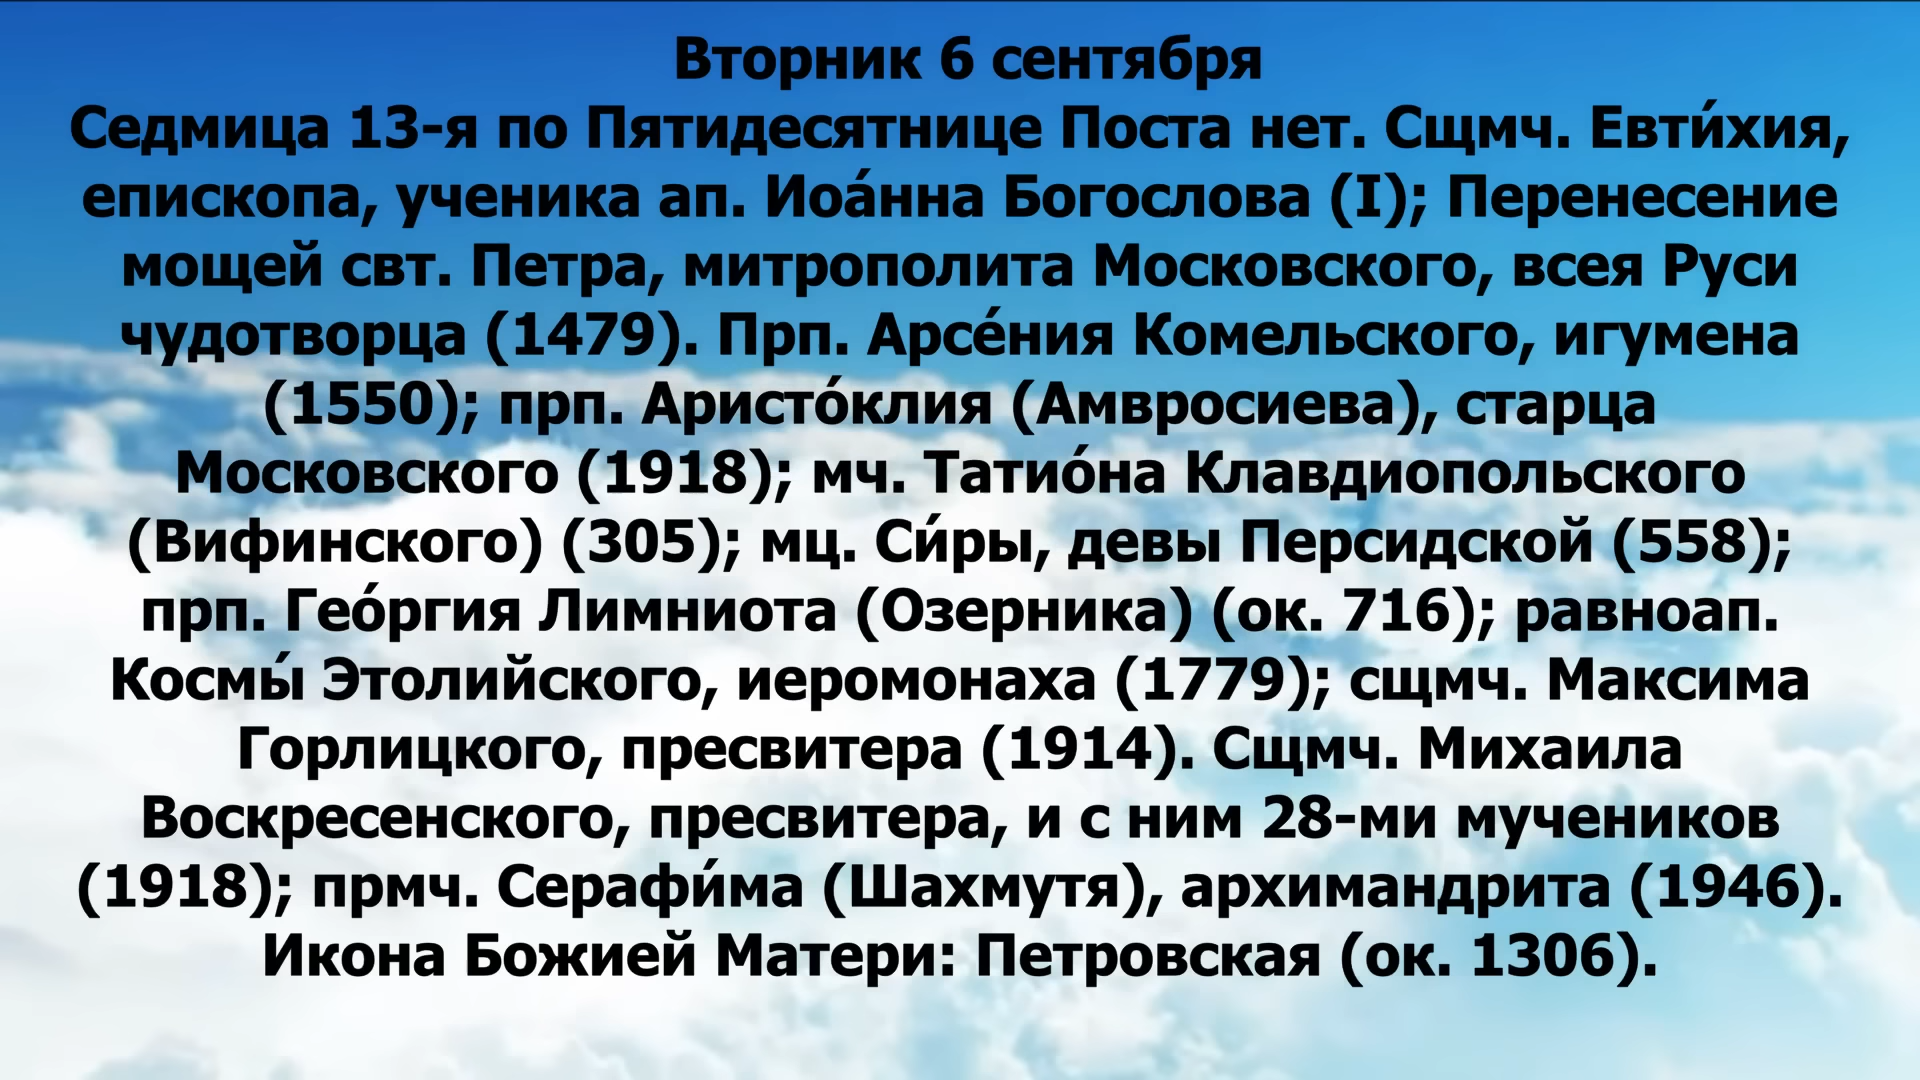 Вторник 6 сентября
Седмица 13-я по Пятидесятнице Поста нет. Сщмч. Евти́хия,
епископа, ученика ап. Иоа́нна Богослова (I); Перенесение
мощей свт. Петра, митрополита Московского, всея Руси
чудотворца (1479). Прп. Арсе́ния Комельского, игумена
(1550); прп. Аристо́клия (Амвросиева), старца
Московского (1918); мч. Татио́на Клавдиопольского
(Вифинского) (305); мц. Си́ры, девы Персидской (558);
прп. Гео́ргия Лимниота (Озерника) (ок. 716); равноап.
Космы́ Этолийского, иеромонаха (1779); сщмч. Максима
Горлицкого, пресвитера (1914). Сщмч. Михаила
Воскресенского, пресвитера, и с ним 28-ми мучеников
(1918); прмч. Серафи́ма (Шахмутя), архимандрита (1946).
Икона Божией Матери: Петровская (ок. 1306).